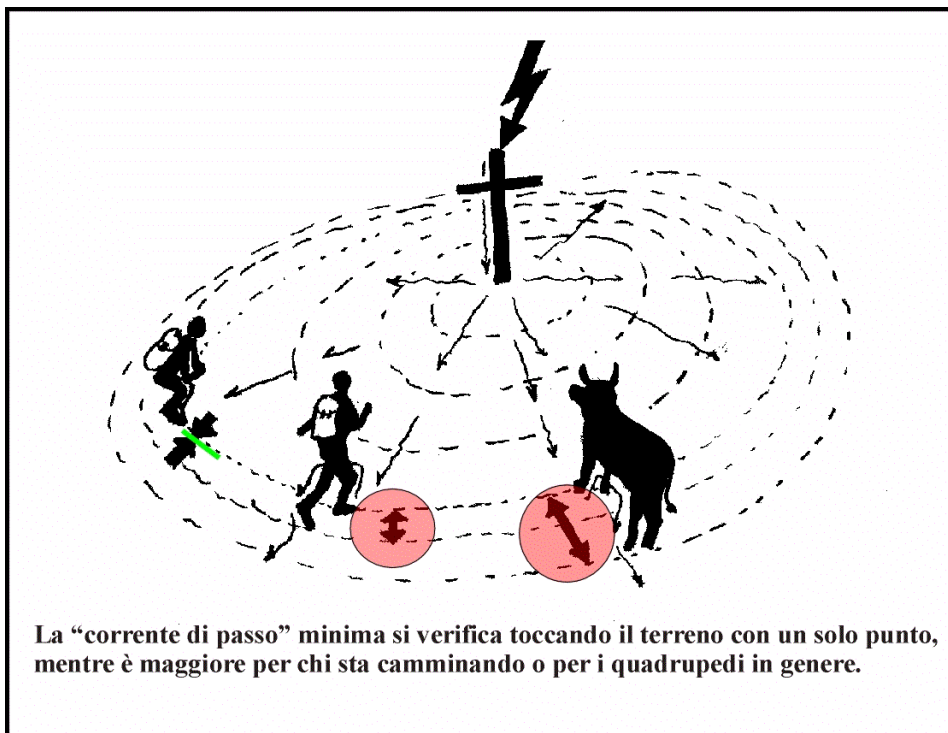 La “corrente di passo” minima si verifica toccando il terreno con un solo punto,
mentre è maggiore per chi sta camminando o per i quadrupedi in genere.